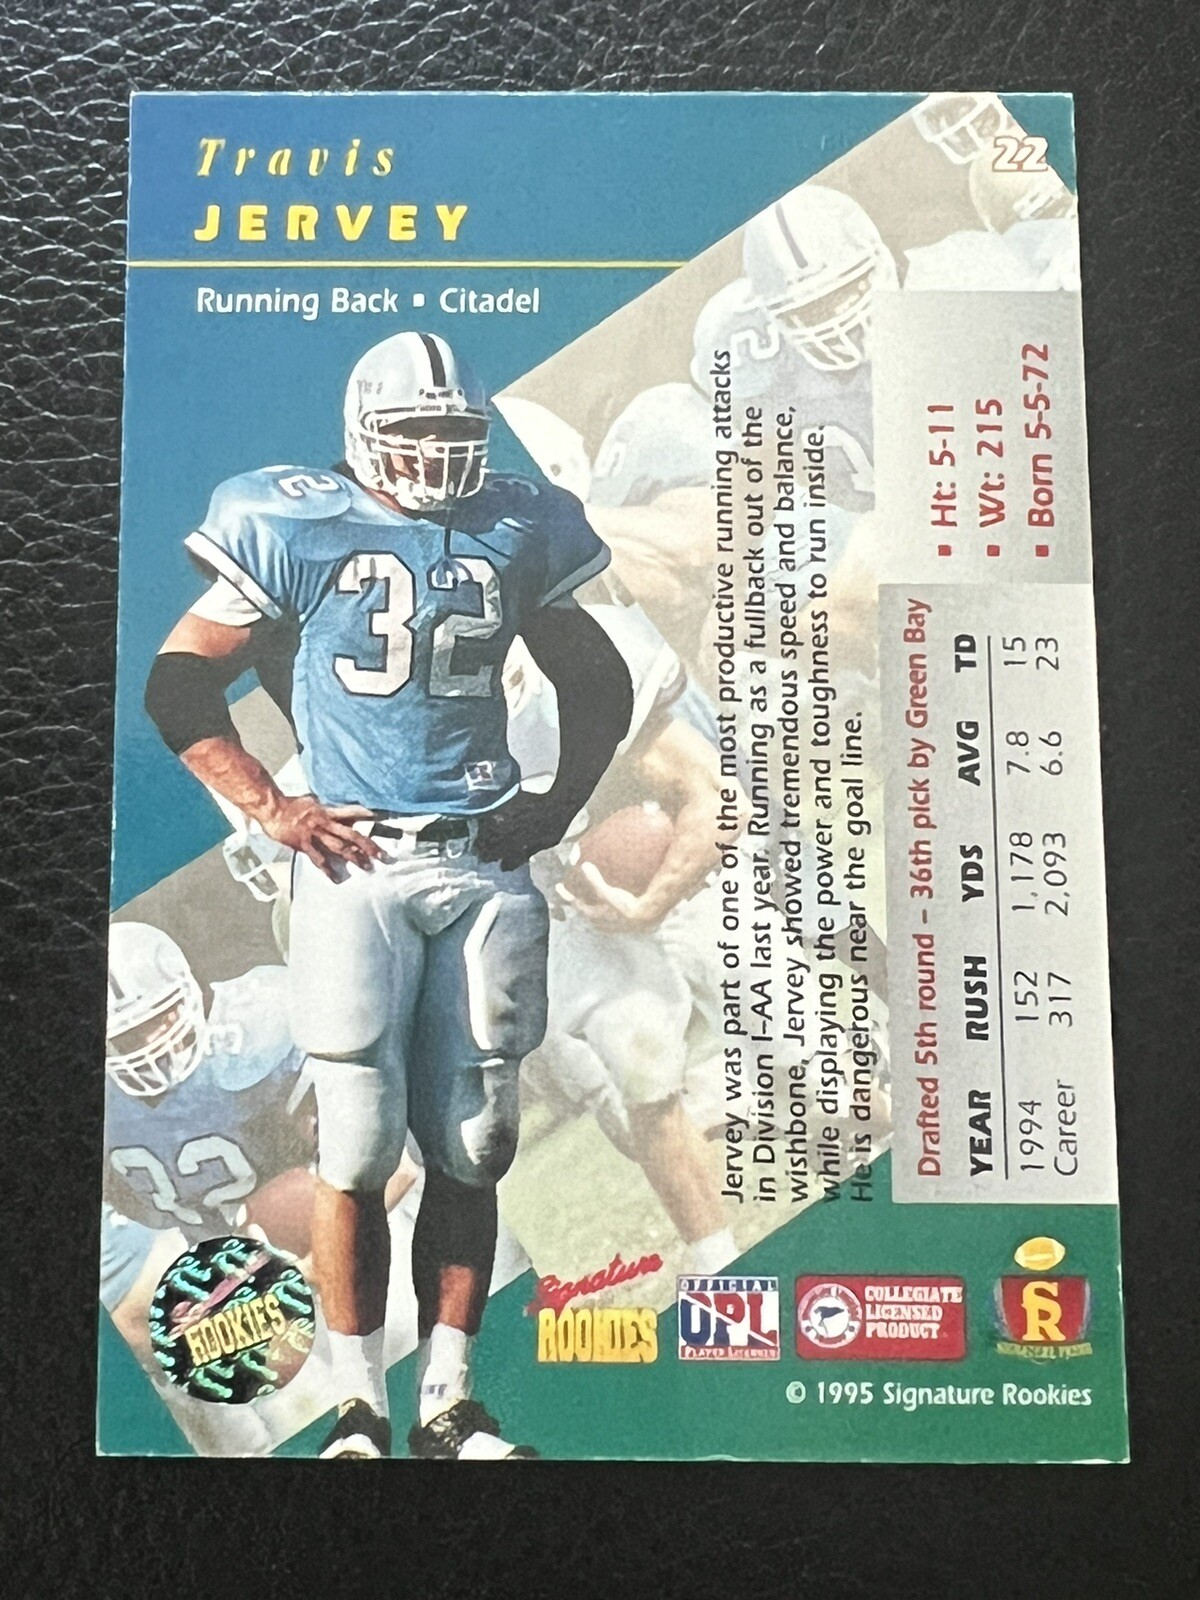 Travis
JERVEY
22
Running Back ▪ Citadel
Jervey was part of one of the most productive running attacks
in Division I-AA last year. Running as a fullback out of the
wishbone, Jervey showed tremendous speed and balance,
while displaying the power and toughness to run inside.
He is dangerous near the goal line.
▪ Ht: 5-11
▪ Wt: 215
▪ Born 5-5-72
Drafted 5th round – 36th pick by Green Bay
YEAR RUSH YDS AVG TD
1994 152 1,178 7.8 15
Career 317 2,093 6.6 23
32
32
ROOKIES
Signature
ROOKIES
OFFICIAL
UPL
PLAYER LICENSED
COLLEGIATE
LICENSED
PRODUCT
SR
© 1995 Signature Rookies